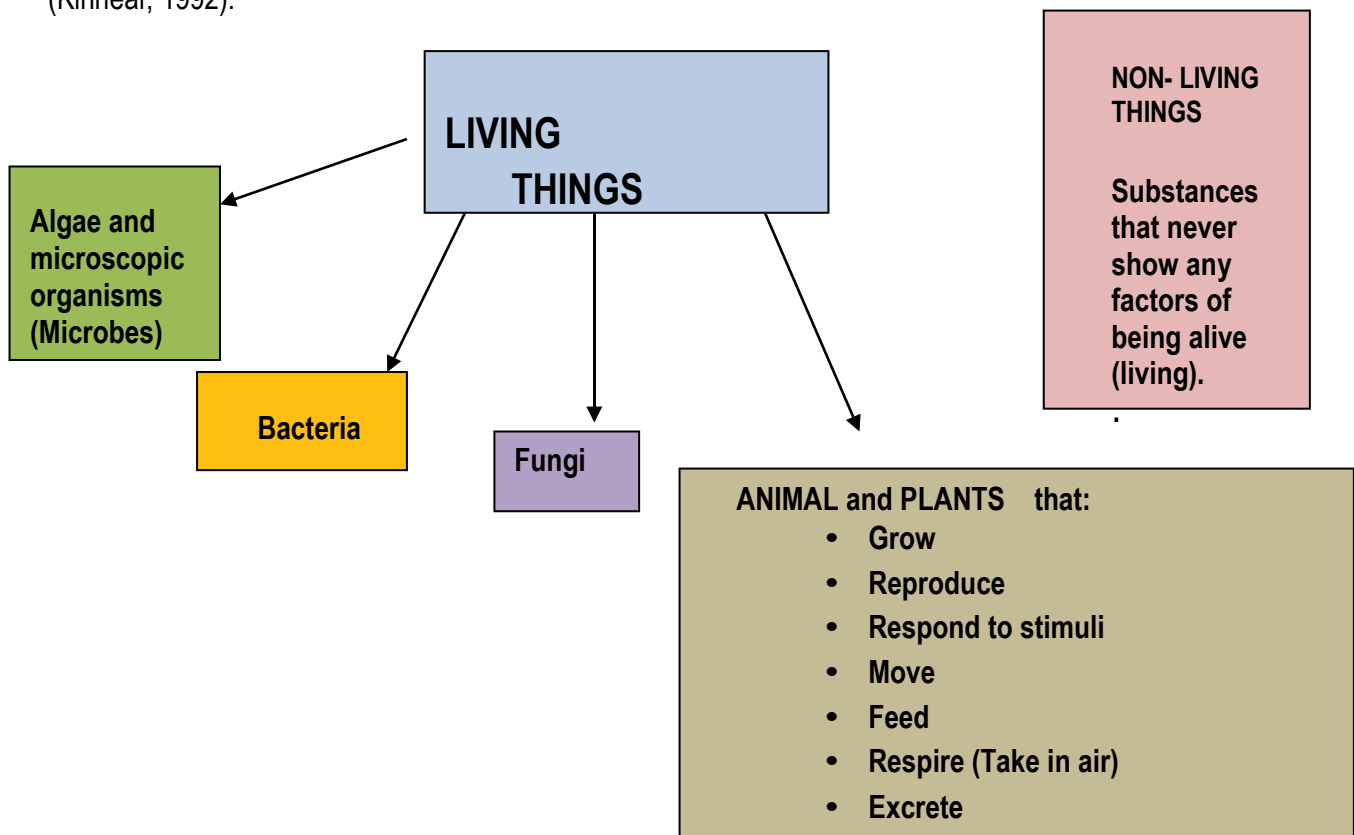 (Kinnear, 1992).
LIVING
THINGS
NON- LIVING
THINGS
Substances
that never
show any
factors of
being alive
(living).
.
Algae and
microscopic
organisms
(Microbes)
Bacteria
Fungi
ANIMAL and PLANTS that:
• Grow
• Reproduce
• Respond to stimuli
• Move
• Feed
• Respire (Take in air)
• Excrete